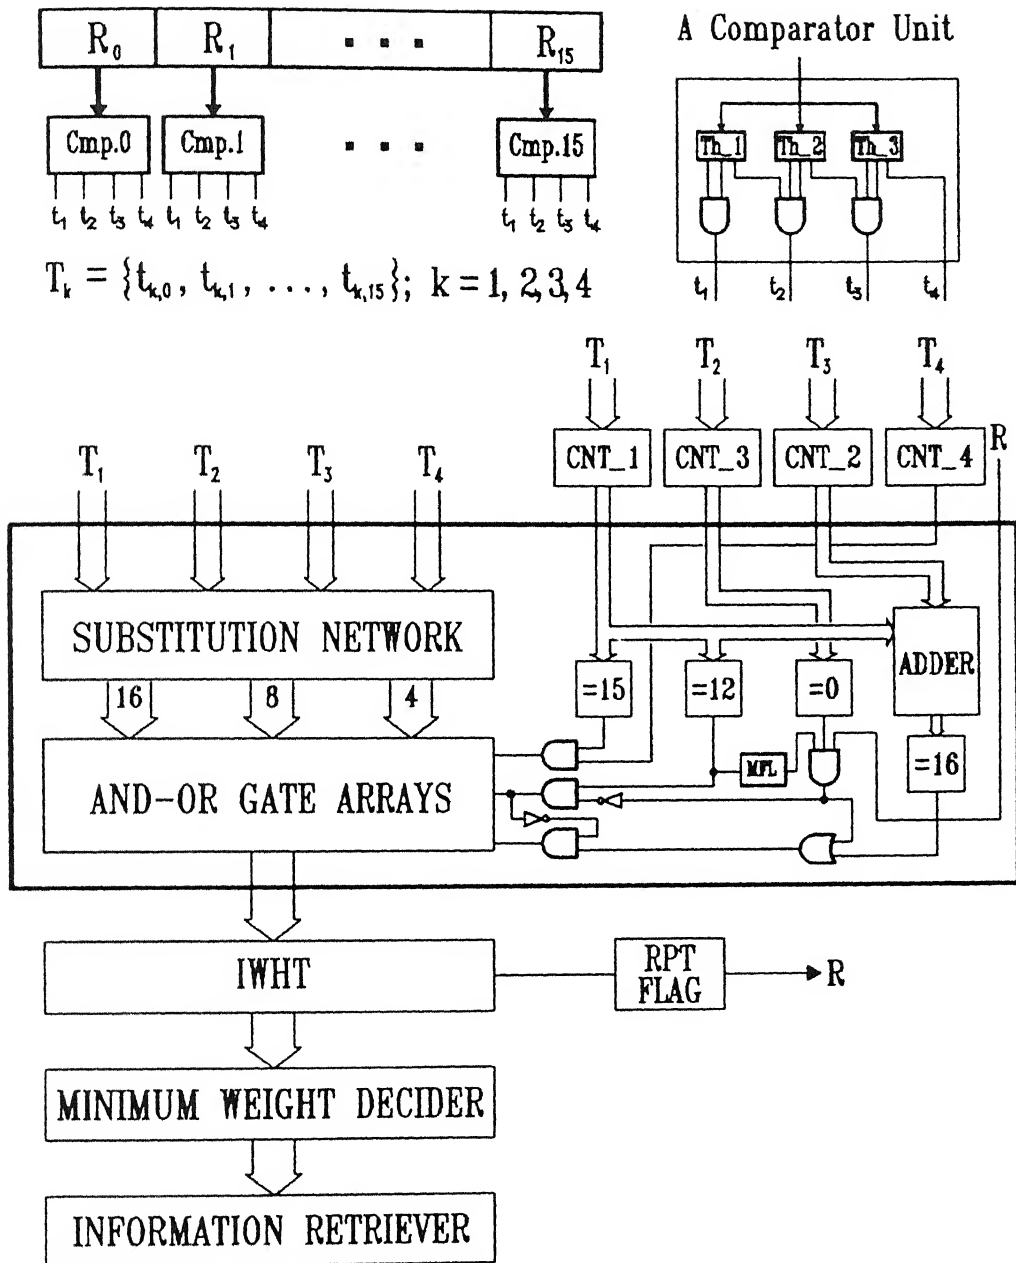 R₀ R₁ ▪ ▪ ▪ R₁₅
A Comparator Unit
Cmp.0 Cmp.1 ▪ ▪ ▪ Cmp.15
t₁ t₂ t₃ t₄ t₁ t₂ t₃ t₄ t₁ t₂ t₃ t₄
Th_1 Th_2 Th_3
t₁ t₂ t₃ t₄
Tₖ = {tₖ,₀, tₖ,₁, ..., tₖ,₁₅}; k = 1, 2, 3, 4
T₁ T₂ T₃ T₄
CNT_1 CNT_3 CNT_2 CNT_4 R
T₁ T₂ T₃ T₄
SUBSTITUTION NETWORK
ADDER
16 8 4
=15 =12 =0
=16
MFL
AND-OR GATE ARRAYS
IWHT
RPT
FLAG
R
MINIMUM WEIGHT DECIDER
INFORMATION RETRIEVER